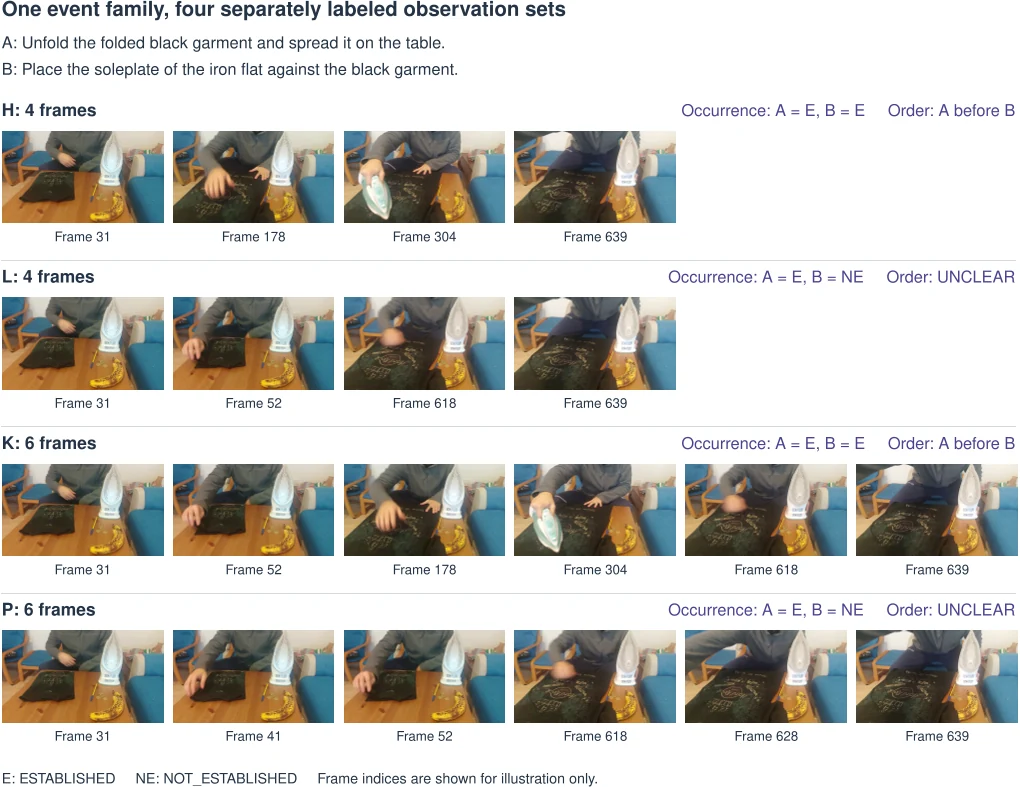 One event family, four separately labeled observation sets
A: Unfold the folded black garment and spread it on the table.
B: Place the soleplate of the iron flat against the black garment.
H: 4 frames Occurrence: A = E, B = E Order: A before B
Frame 31 Frame 178 Frame 304 Frame 639
L: 4 frames Occurrence: A = E, B = NE Order: UNCLEAR
Frame 31 Frame 52 Frame 618 Frame 639
K: 6 frames Occurrence: A = E, B = E Order: A before B
Frame 31 Frame 52 Frame 178 Frame 304 Frame 618 Frame 639
P: 6 frames Occurrence: A = E, B = NE Order: UNCLEAR
Frame 31 Frame 41 Frame 52 Frame 618 Frame 628 Frame 639
E: ESTABLISHED NE: NOT_ESTABLISHED Frame indices are shown for illustration only.